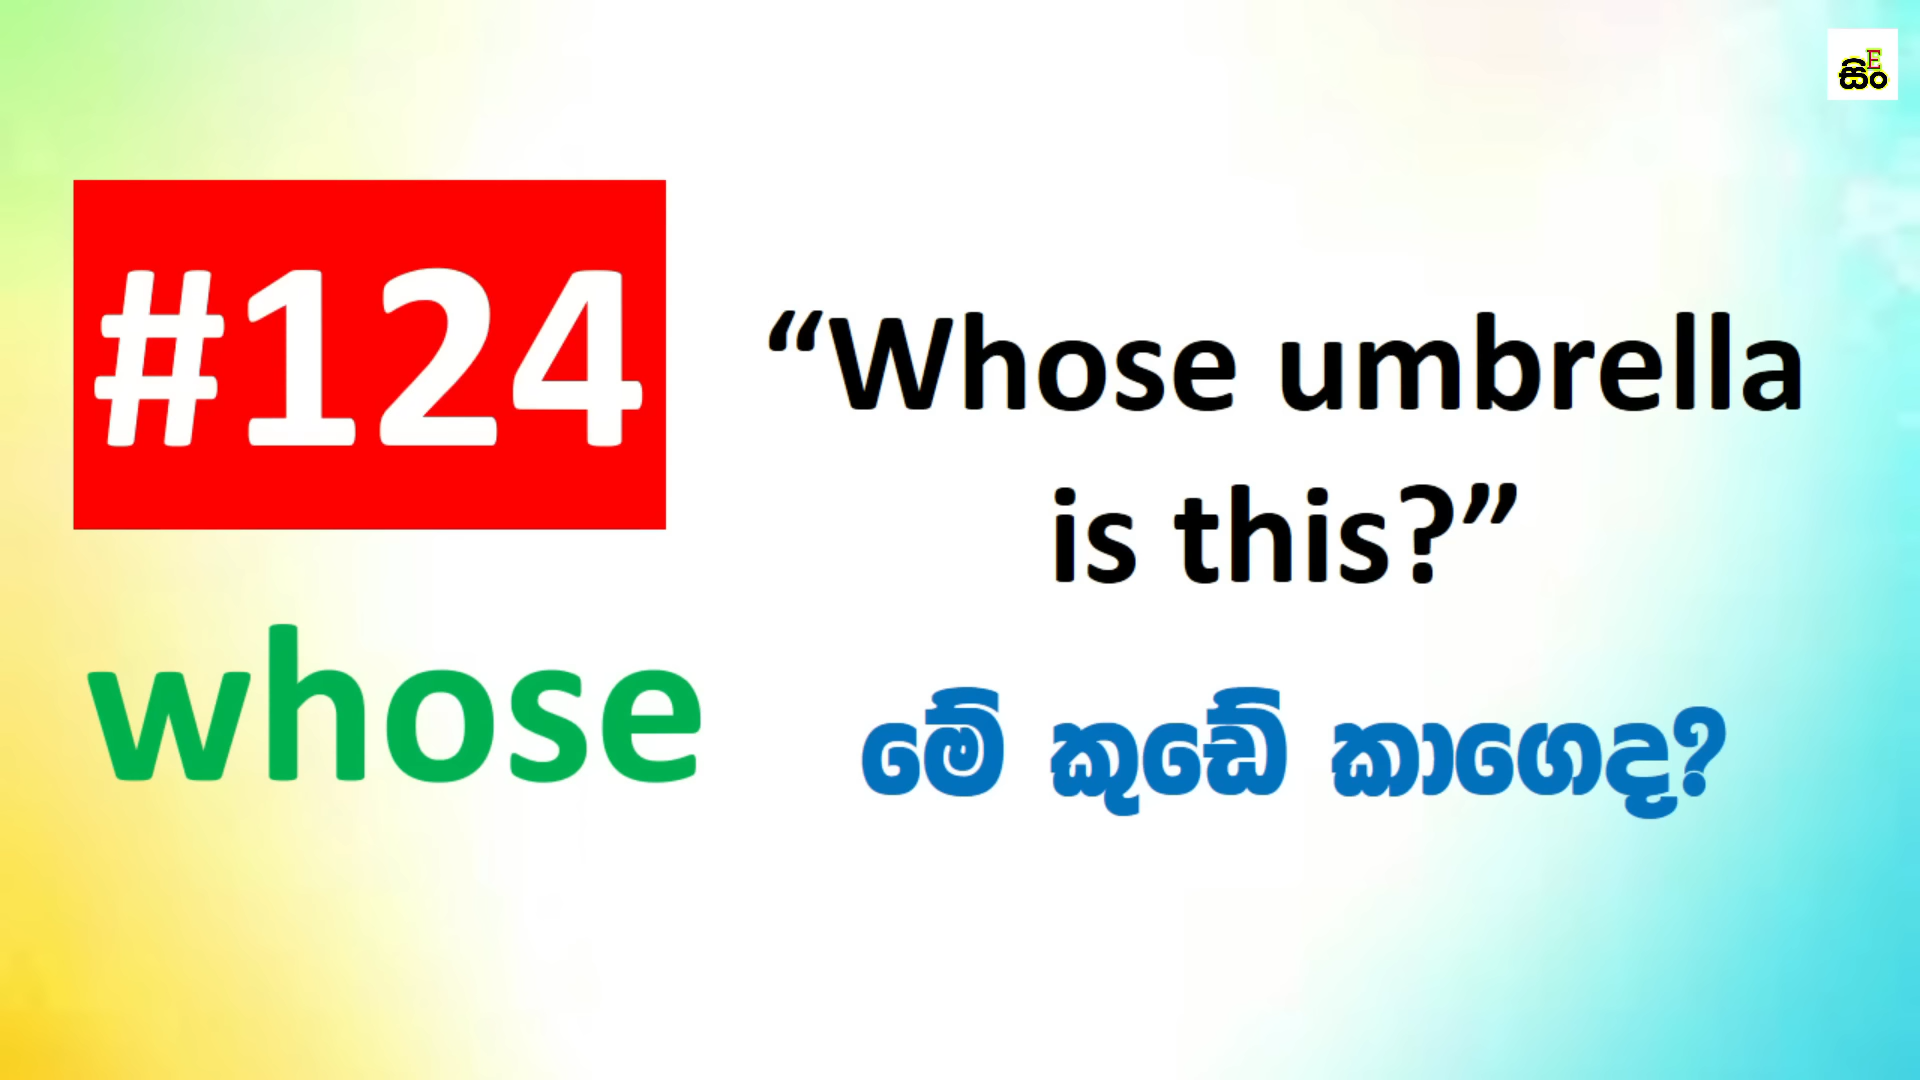 E
සිං
#124
whose
“Whose umbrella
is this?”
මේ කුඩේ කාගෙද?